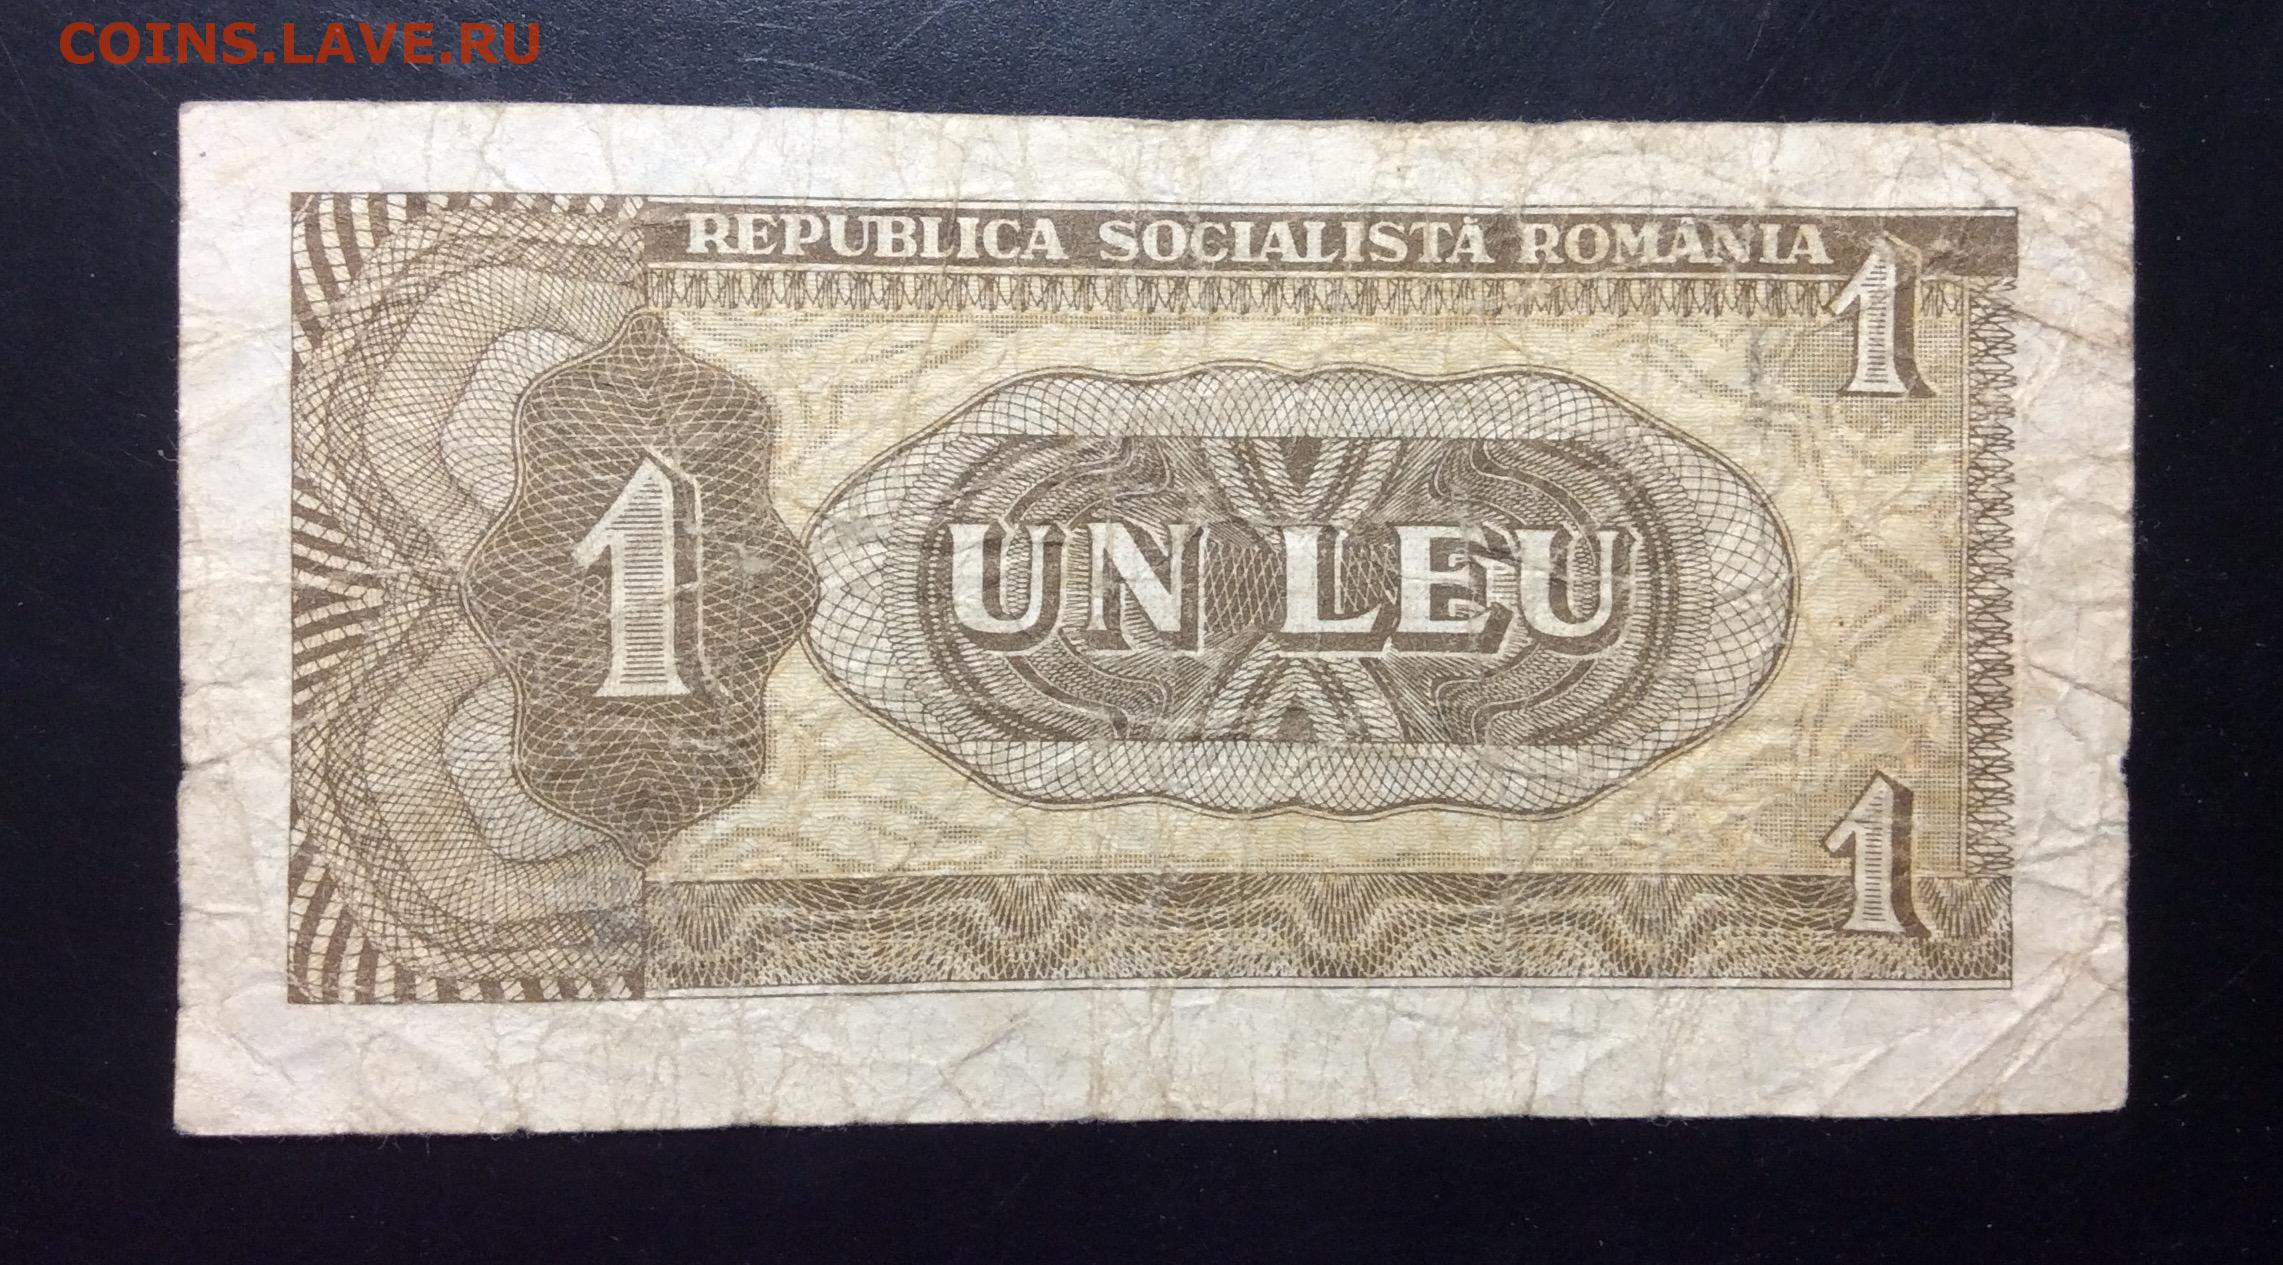 COINS.LAVE.RU
REPUBLICA SOCIALISTĂ ROMÂNIA
1
1
UN LEU
1